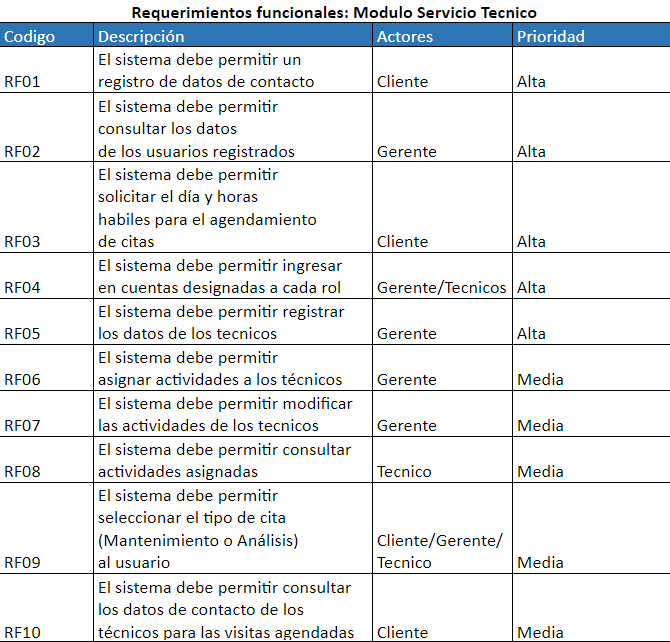 Requerimientos funcionales: Modulo Servicio Tecnico
Codigo Descripción Actores Prioridad
El sistema debe permitir un
RF01 registro de datos de contacto Cliente Alta
El sistema debe permitir
consultar los datos
RF02 de los usuarios registrados Gerente Alta
El sistema debe permitir
solicitar el día y horas
habiles para el agendamiento
RF03 de citas Cliente Alta
El sistema debe permitir ingresar
RF04 en cuentas designadas a cada rol Gerente/Tecnicos Alta
El sistema debe permitir registrar
RF05 los datos de los tecnicos Gerente Alta
El sistema debe permitir
RF06 asignar actividades a los técnicos Gerente Media
El sistema debe permitir modificar
RF07 las actividades de los tecnicos Gerente Media
El sistema debe permitir consultar
RF08 actividades asignadas Tecnico Media
El sistema debe permitir
seleccionar el tipo de cita
(Mantenimiento o Análisis) Cliente/Gerente/
RF09 al usuario Tecnico Media
El sistema debe permitir consultar
los datos de contacto de los
RF10 técnicos para las visitas agendadas Cliente Media